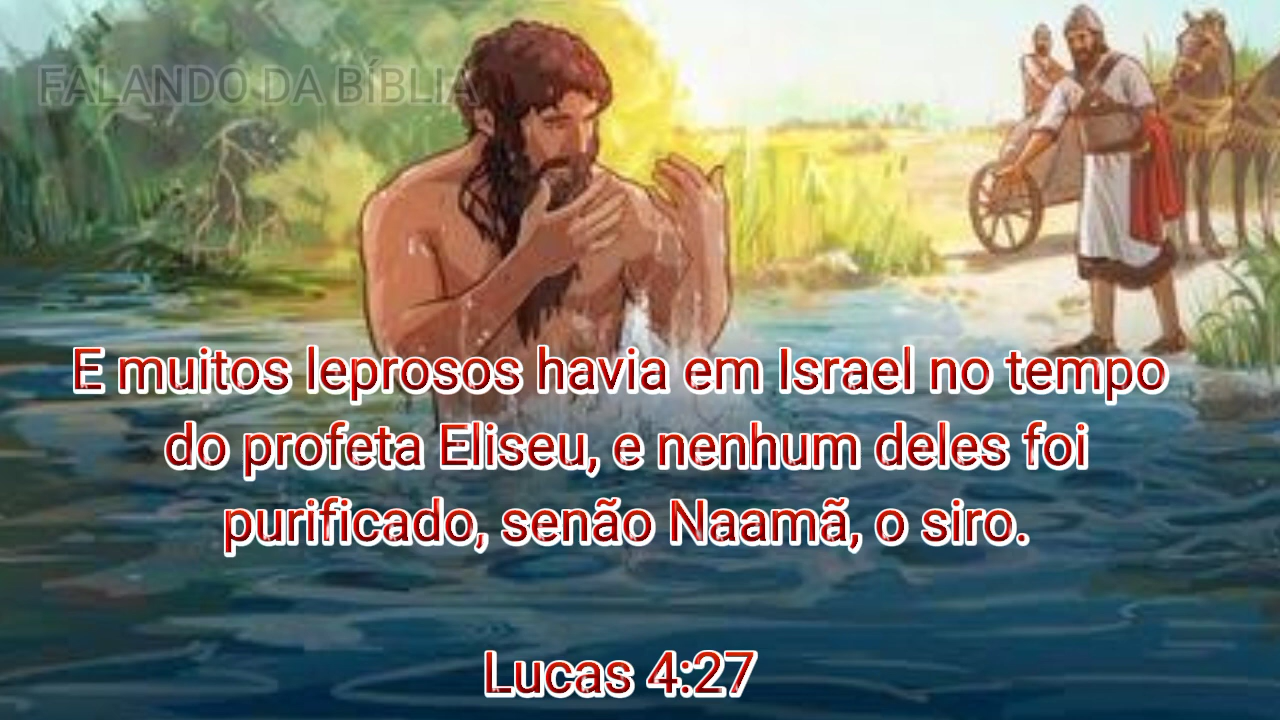 FALANDO DA BÍBLIA
E muitos leprosos havia em Israel no tempo
do profeta Eliseu, e nenhum deles foi
purificado, senão Naamã, o siro.
Lucas 4:27